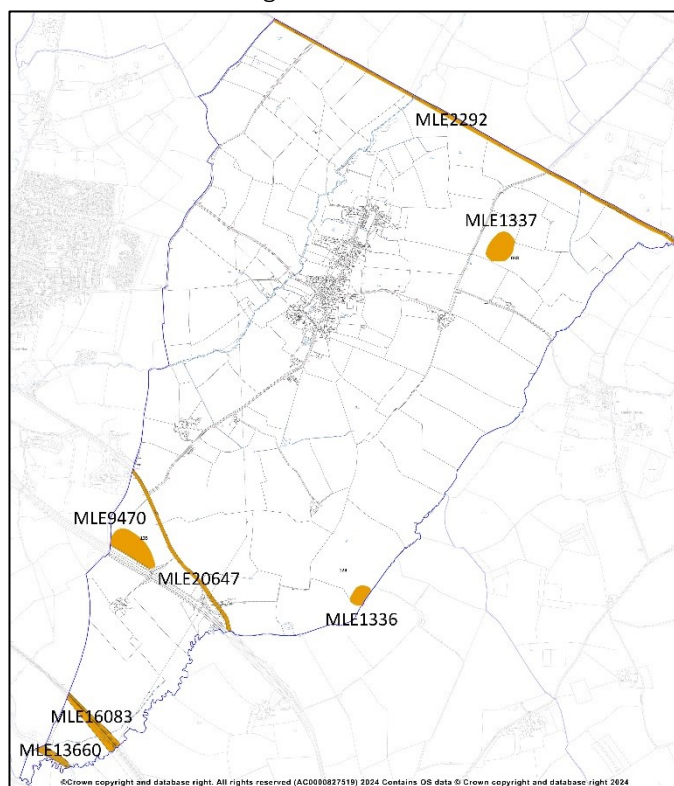 MLE2292
MLE1337
MLE9470
MLE20647
MLE1336
MLE16083
MLE13660
©Crown copyright and database right. All rights reserved (AC0000827519) 2024 Contains OS data © Crown copyright and database right 2024